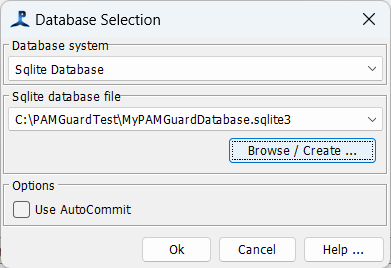 Database Selection
Database system
Sqlite Database
Sqlite database file
C:\PAMGuardTest\MyPAMGuardDatabase.sqlite3
Browse / Create ...
Options
Use AutoCommit
Ok Cancel Help ...